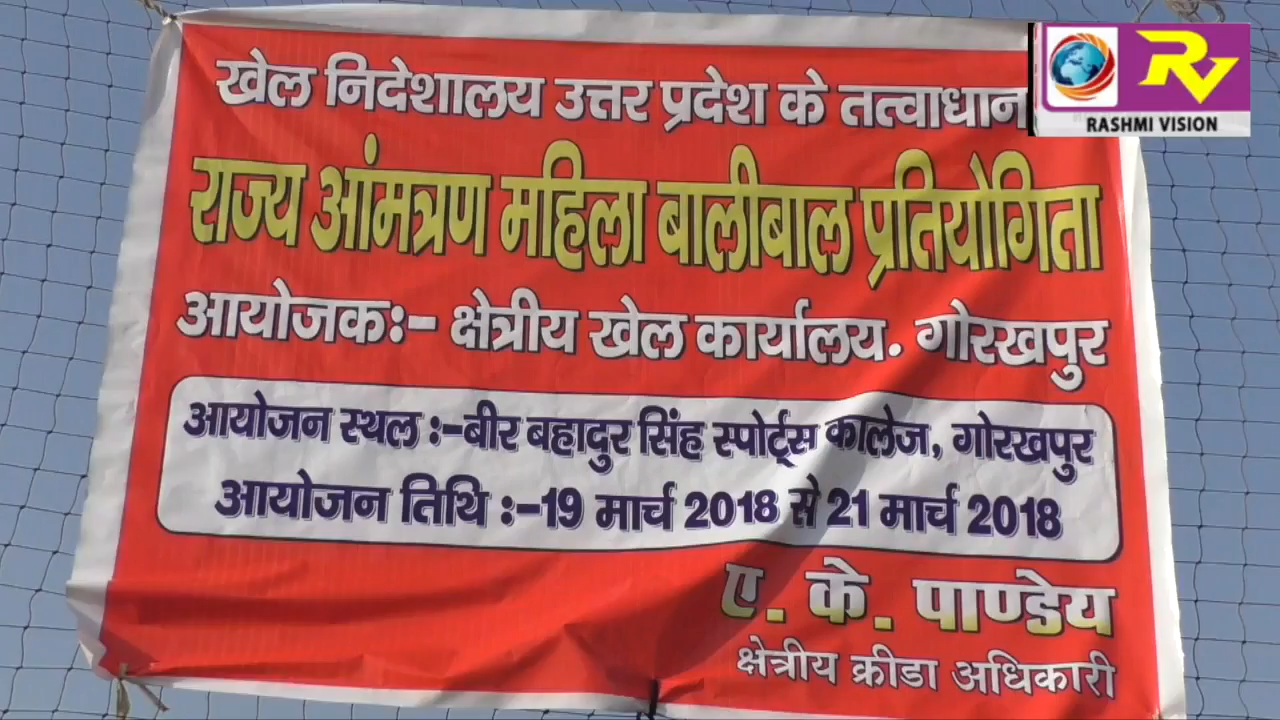 खेल निदेशालय उत्तर प्रदेश के तत्वाधान
राज्य आंमत्रण महिला बालीबाल प्रतियोगिता
आयोजकः- क्षेत्रीय खेल कार्यालय. गोरखपुर
आयोजन स्थल :-बीर बहादुर सिंह स्पोर्ट्स कालेज, गोरखपुर
आयोजन तिथि :-19 मार्च 2018 से 21 मार्च 2018
ए. के. पाण्डेय
क्षेत्रीय क्रीडा अधिकारी
RV
RASHMI VISION